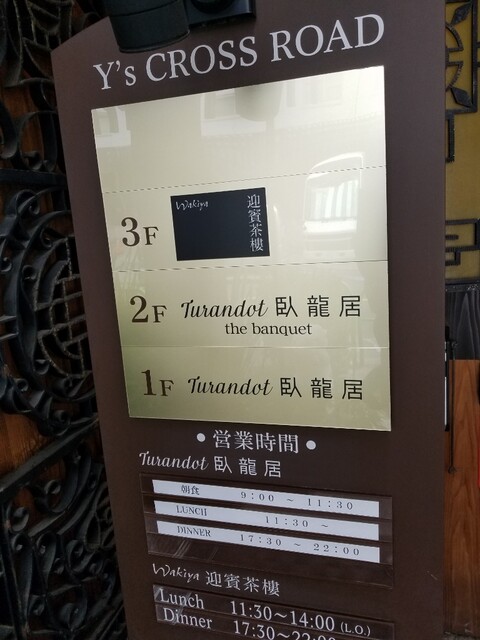 Y's CROSS ROAD
3F Wakiya 迎賓茶樓
2F Turandot 臥龍居
the banquet
1F Turandot 臥龍居
• 営業時間 •
Turandot 臥龍居
朝食 9:00 ~ 11:30
LUNCH 11:30 ~
DINNER 17:30 ~ 22:00
Wakiya 迎賓茶樓
Lunch 11:30~14:00 (L.O.)
Dinner 17:30~22:00